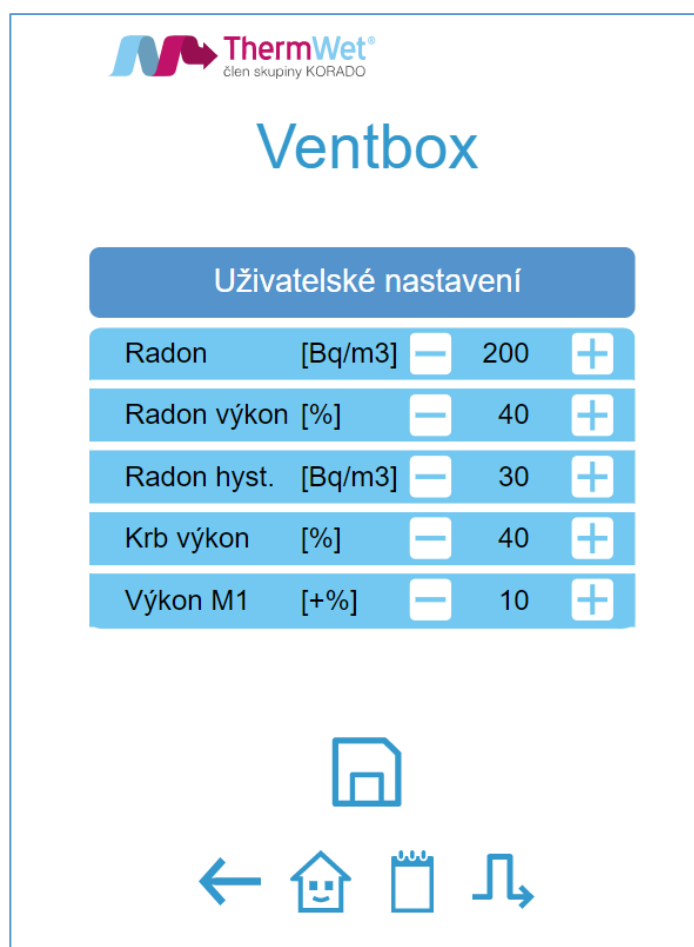 ThermWet®
člen skupiny KORADO
Ventbox
Uživatelské nastavení
Radon [Bq/m3] − 200 +
Radon výkon [%] − 40 +
Radon hyst. [Bq/m3] − 30 +
Krb výkon [%] − 40 +
Výkon M1 [+%] − 10 +